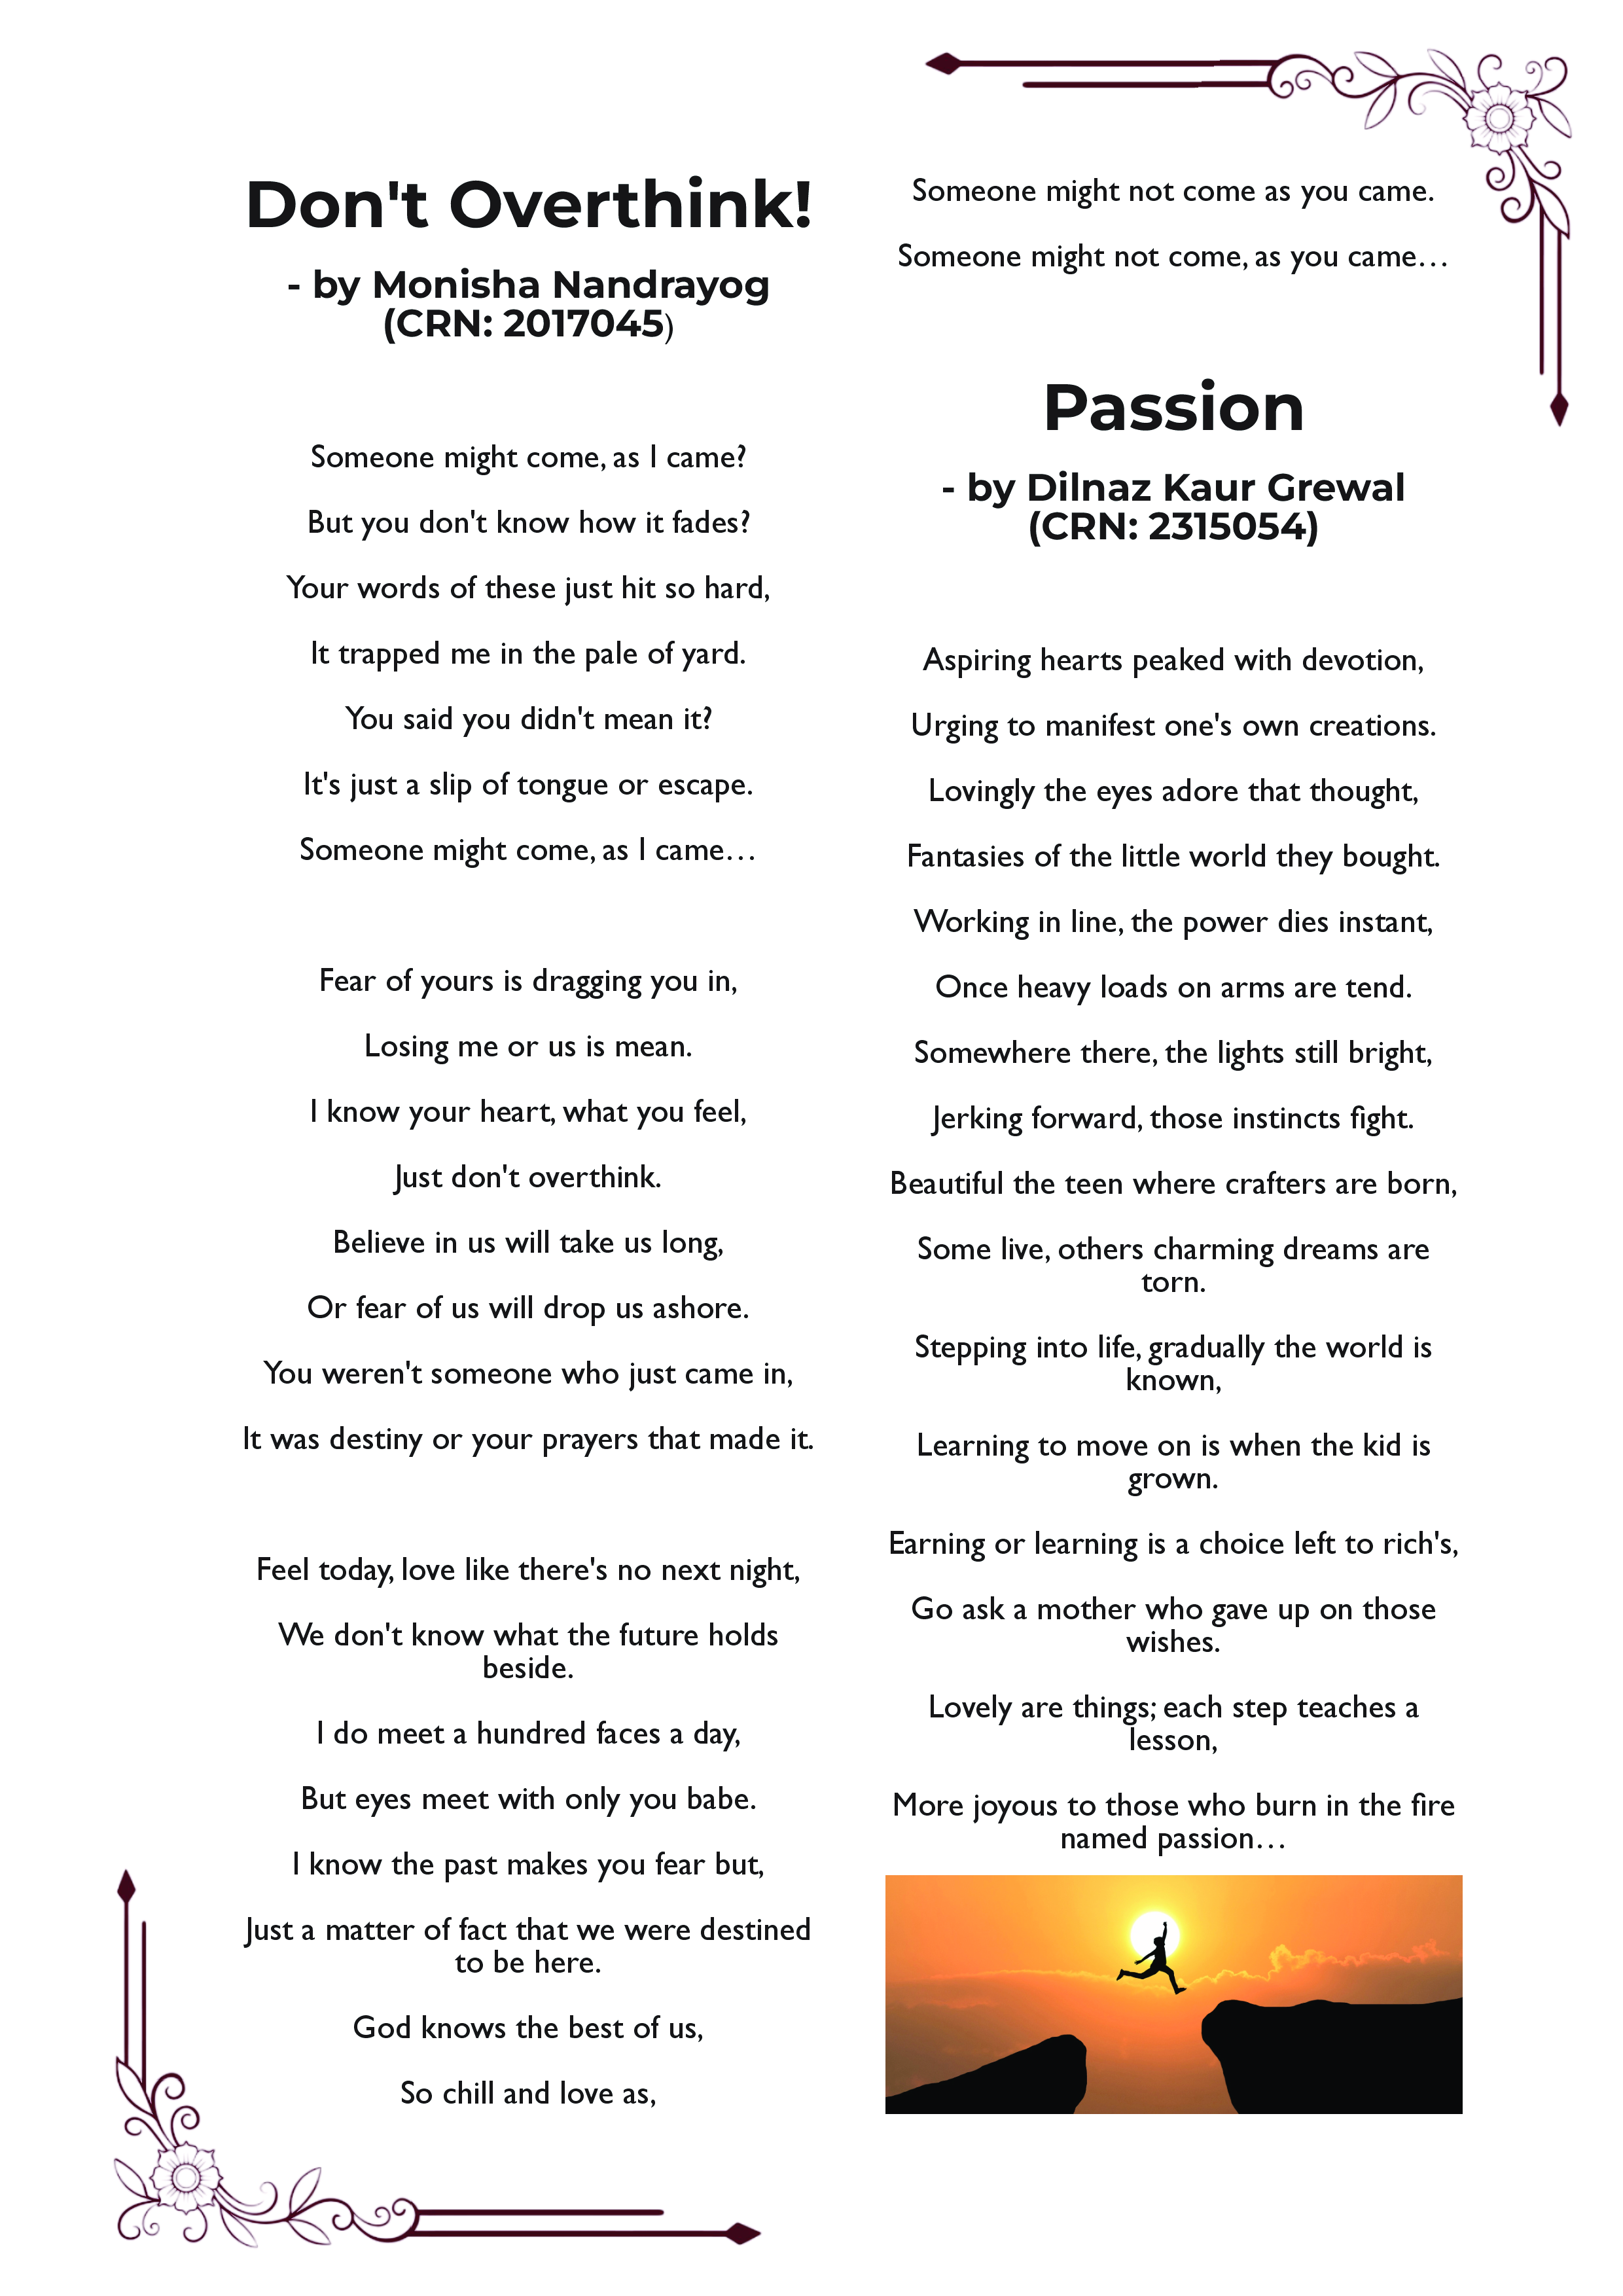 Don't Overthink!
- by Monisha Nandrayog
(CRN: 2017045)
Someone might come, as I came?
But you don't know how it fades?
Your words of these just hit so hard,
It trapped me in the pale of yard.
You said you didn't mean it?
It's just a slip of tongue or escape.
Someone might come, as I came…
Fear of yours is dragging you in,
Losing me or us is mean.
I know your heart, what you feel,
Just don't overthink.
Believe in us will take us long,
Or fear of us will drop us ashore.
You weren't someone who just came in,
It was destiny or your prayers that made it.
Feel today, love like there's no next night,
We don't know what the future holds
beside.
I do meet a hundred faces a day,
But eyes meet with only you babe.
I know the past makes you fear but,
Just a matter of fact that we were destined
to be here.
God knows the best of us,
So chill and love as,
Someone might not come as you came.
Someone might not come, as you came…
Passion
- by Dilnaz Kaur Grewal
(CRN: 2315054)
Aspiring hearts peaked with devotion,
Urging to manifest one's own creations.
Lovingly the eyes adore that thought,
Fantasies of the little world they bought.
Working in line, the power dies instant,
Once heavy loads on arms are tend.
Somewhere there, the lights still bright,
Jerking forward, those instincts fight.
Beautiful the teen where crafters are born,
Some live, others charming dreams are
torn.
Stepping into life, gradually the world is
known,
Learning to move on is when the kid is
grown.
Earning or learning is a choice left to rich's,
Go ask a mother who gave up on those
wishes.
Lovely are things; each step teaches a
lesson,
More joyous to those who burn in the fire
named passion…